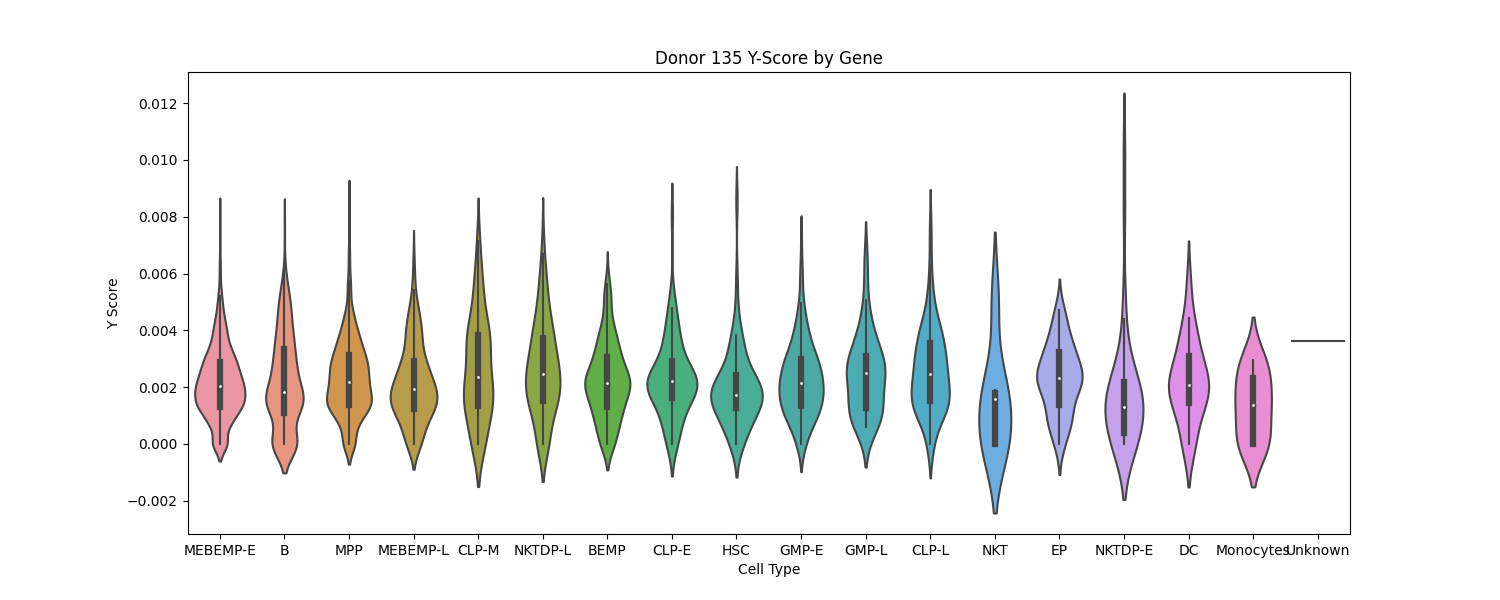 Donor 135 Y-Score by Gene
0.012
0.010
0.008
0.006
0.004
0.002
0.000
−0.002
Y Score
MEBEMP-E B MPP MEBEMP-L CLP-M NKTDP-L BEMP CLP-E HSC GMP-E GMP-L CLP-L NKT EP NKTDP-E DC Monocytes Unknown
Cell Type